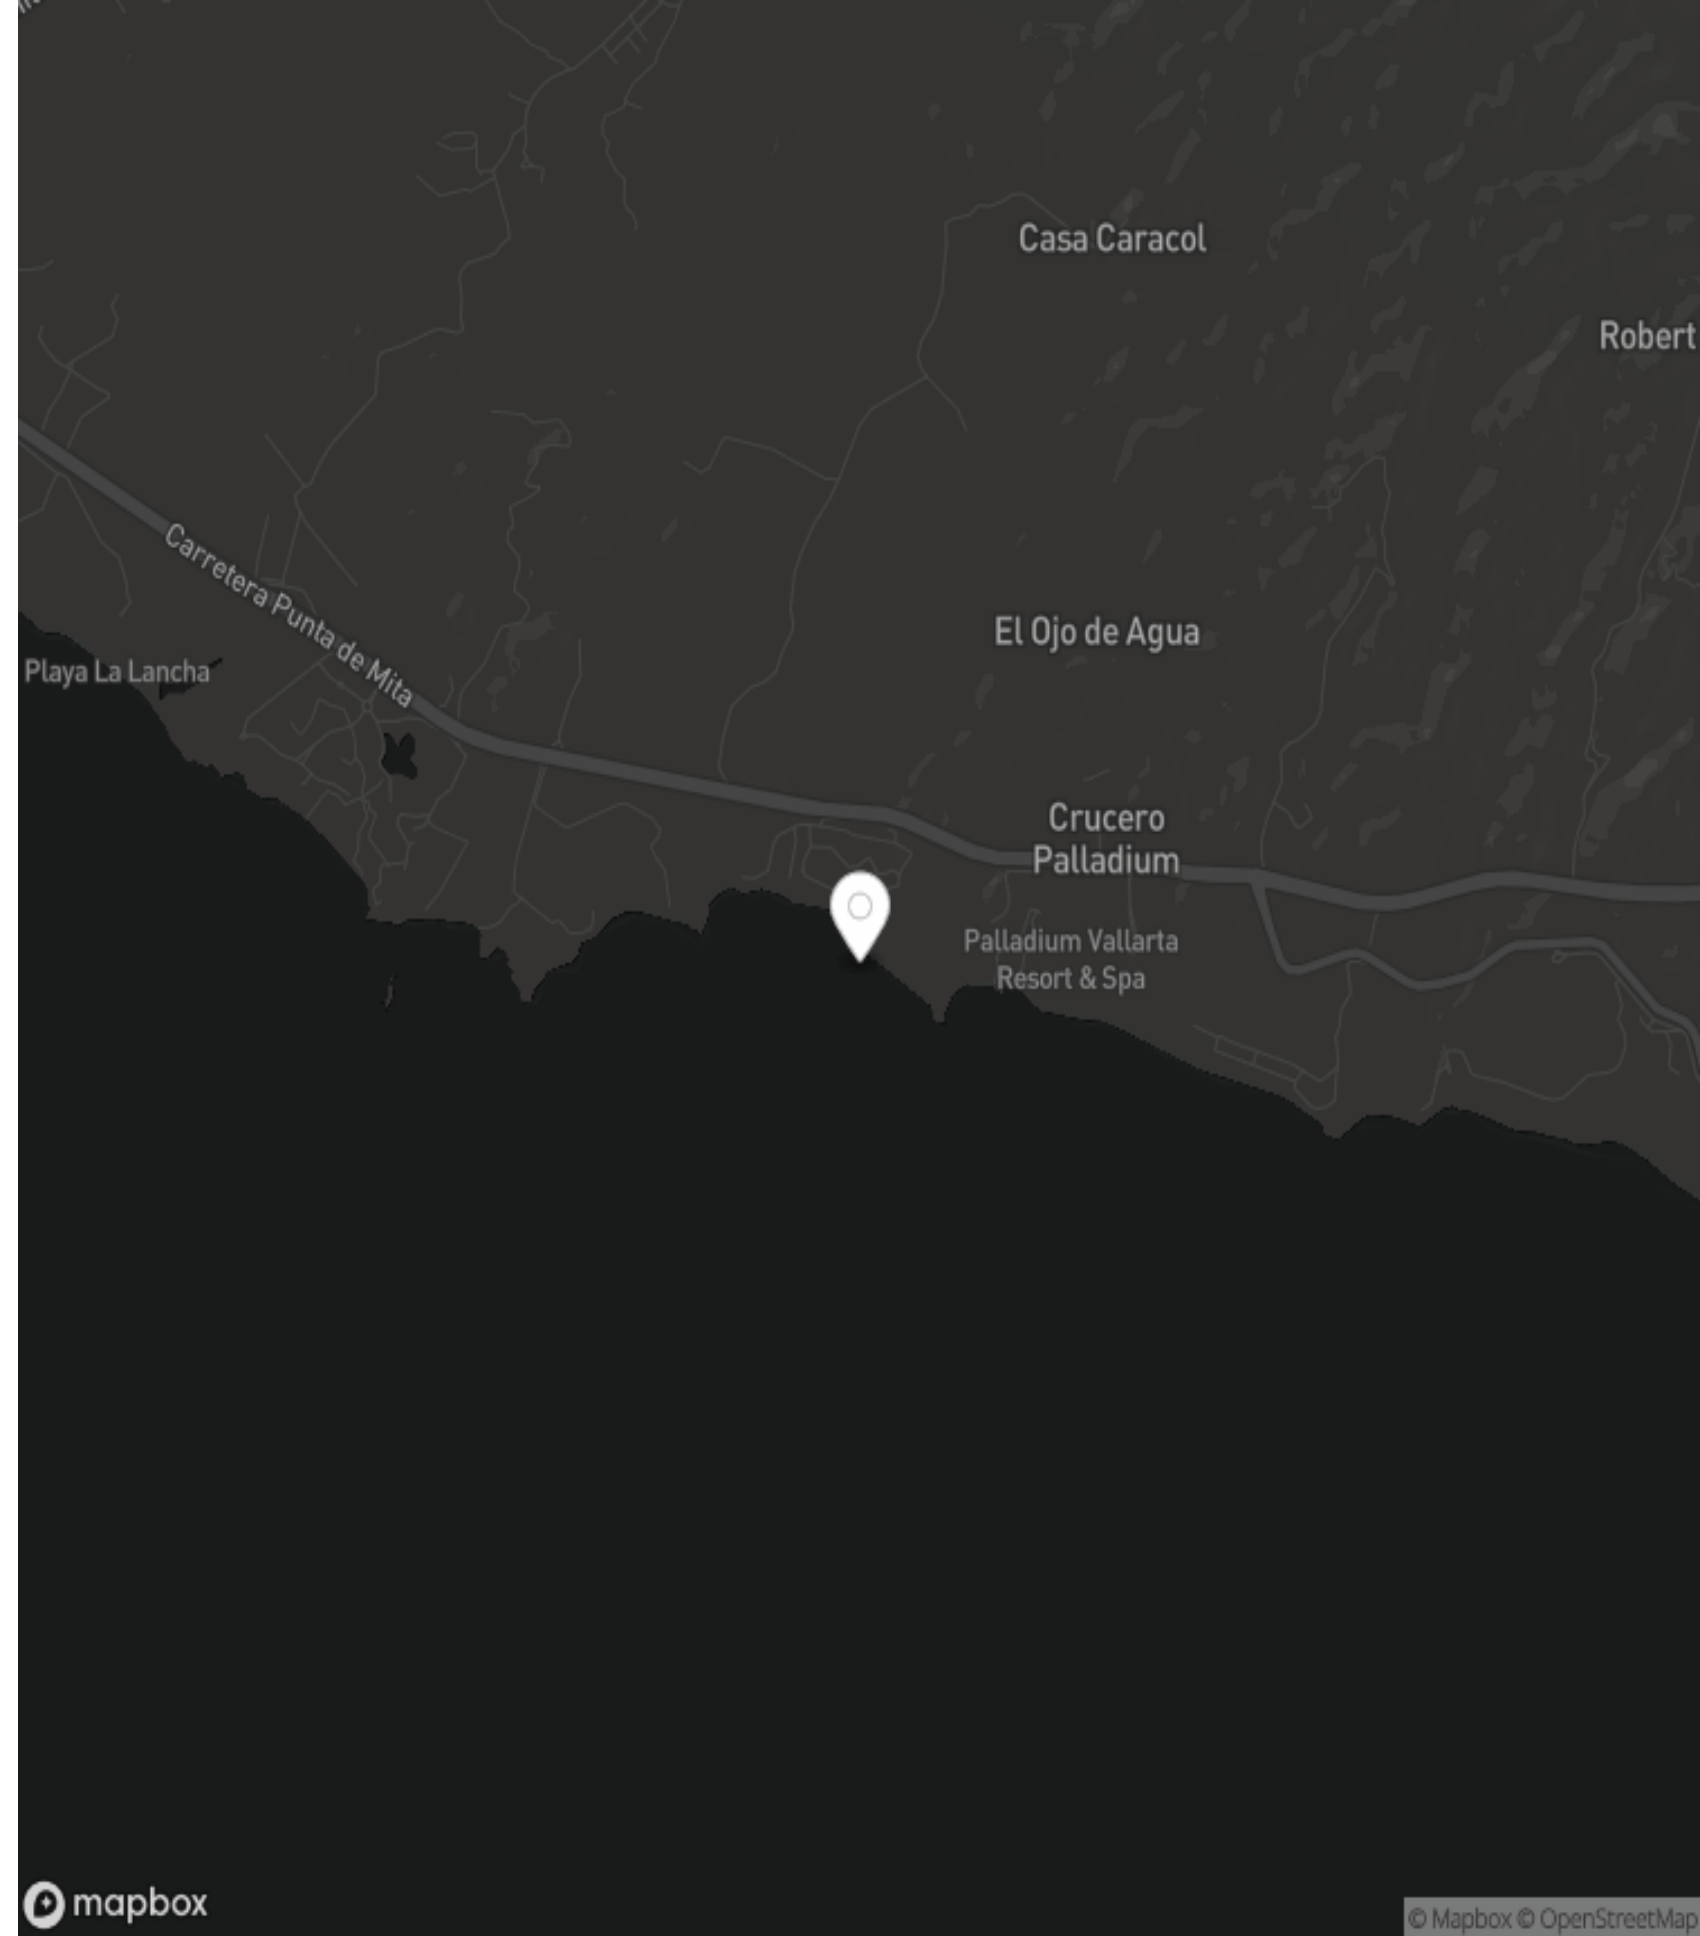 Casa Caracol
Robert
Carretera Punta de Mita
El Ojo de Agua
Playa La Lancha
Crucero
Palladium
Palladium Vallarta
Resort & Spa
mapbox
© Mapbox © OpenStreetMap